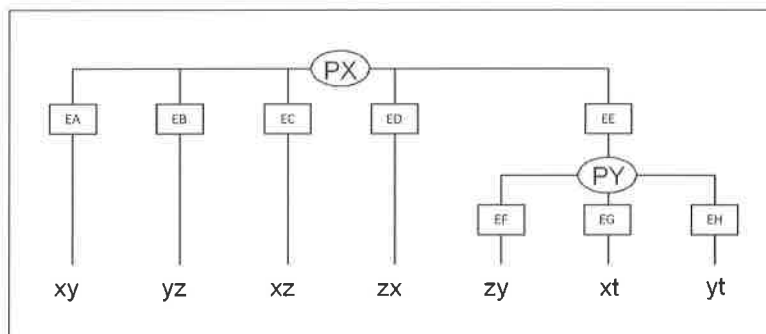 PX
EA EB EC ED EE
PY
EF EG EH
xy yz xz zx zy xt yt